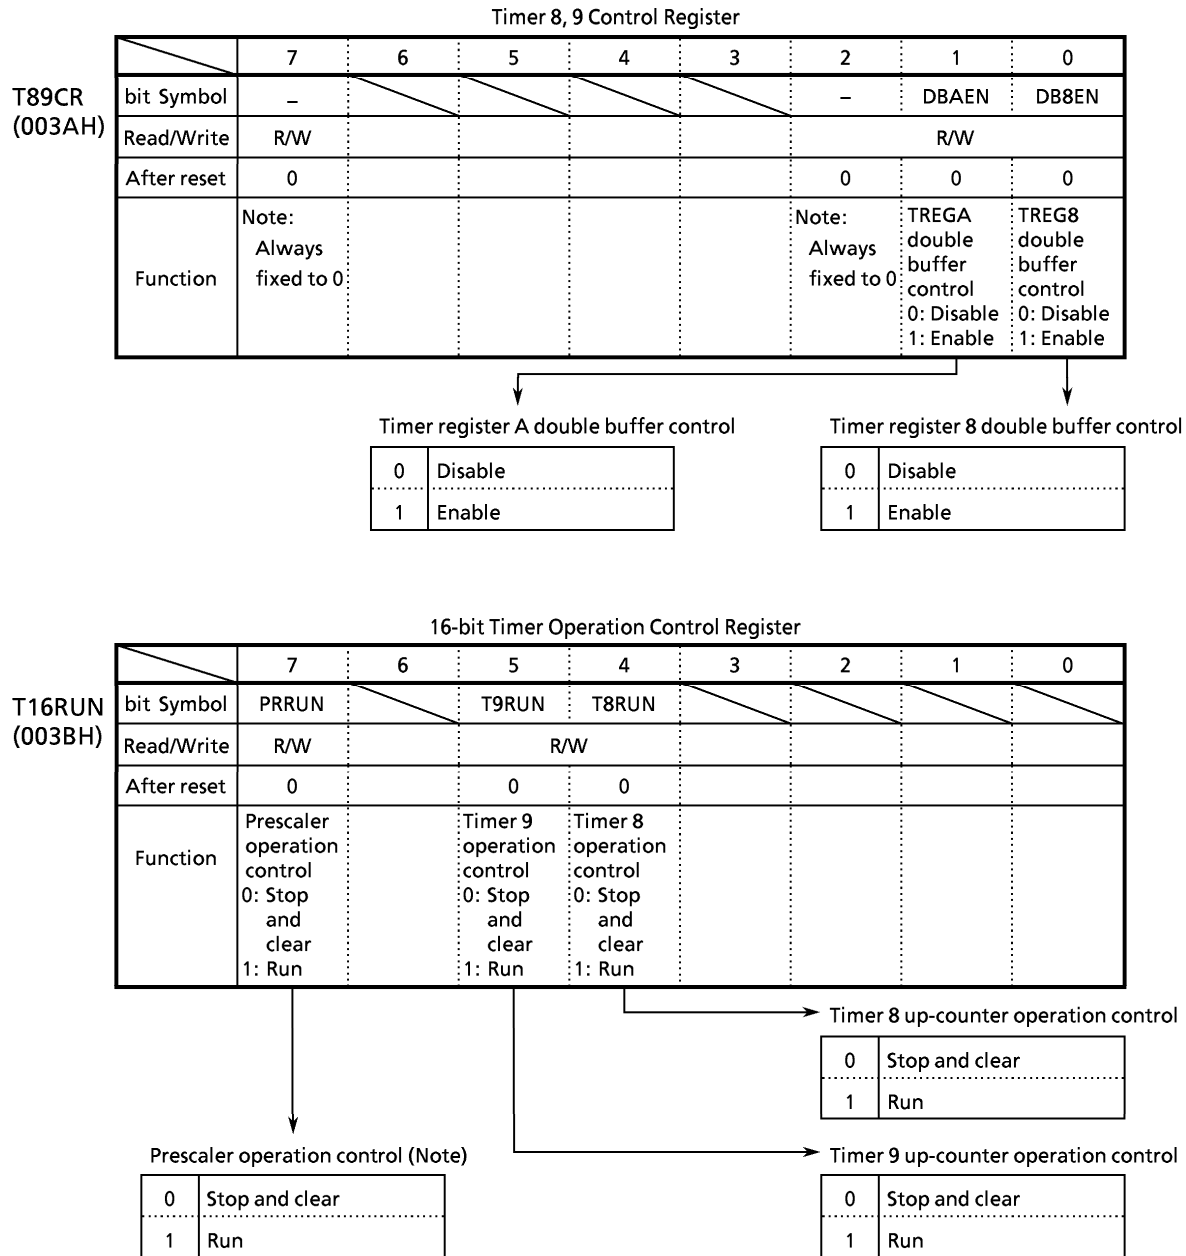 Timer 8, 9 Control Register
7 6 5 4 3 2 1 0
T89CR
(003AH)
bit Symbol – – DBAEN DB8EN
Read/Write R/W R/W
After reset 0 0 0 0
Function
Note:
Always
fixed to 0
Note:
Always
fixed to 0
TREGA
double
buffer
control
0: Disable
1: Enable
TREG8
double
buffer
control
0: Disable
1: Enable
Timer register A double buffer control
0 Disable
1 Enable
Timer register 8 double buffer control
0 Disable
1 Enable
16-bit Timer Operation Control Register
7 6 5 4 3 2 1 0
T16RUN
(003BH)
bit Symbol PRRUN T9RUN T8RUN
Read/Write R/W R/W
After reset 0 0 0
Function
Prescaler
operation
control
0: Stop
and
clear
1: Run
Timer 9
operation
control
0: Stop
and
clear
1: Run
Timer 8
operation
control
0: Stop
and
clear
1: Run
Timer 8 up-counter operation control
0 Stop and clear
1 Run
Prescaler operation control (Note)
0 Stop and clear
1 Run
Timer 9 up-counter operation control
0 Stop and clear
1 Run